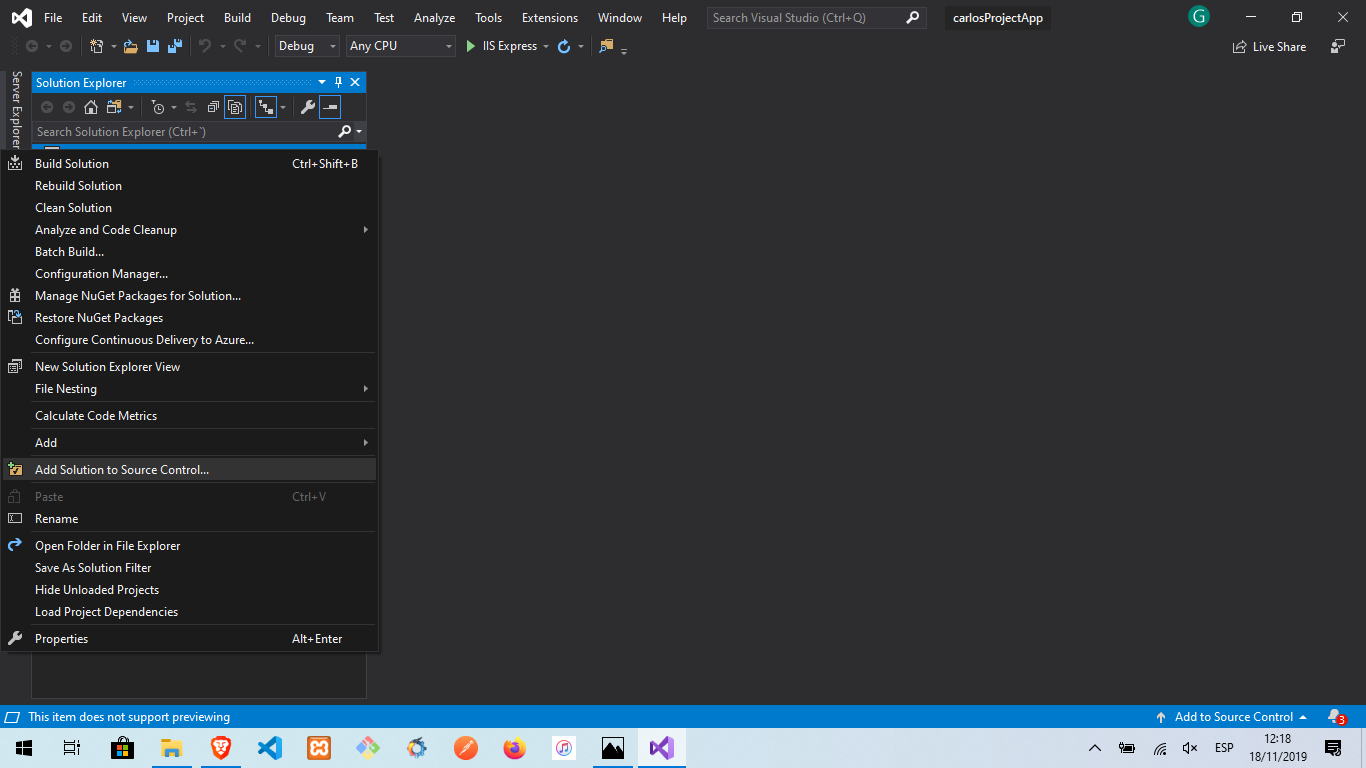 File Edit View Project Build Debug Team Test Analyze Tools Extensions Window Help Search Visual Studio (Ctrl+Q) carlosProjectApp G
Debug Any CPU IIS Express Live Share
Server Explorer
Solution Explorer
Search Solution Explorer (Ctrl+`)
Build Solution Ctrl+Shift+B
Rebuild Solution
Clean Solution
Analyze and Code Cleanup
Batch Build...
Configuration Manager...
Manage NuGet Packages for Solution...
Restore NuGet Packages
Configure Continuous Delivery to Azure...
New Solution Explorer View
File Nesting
Calculate Code Metrics
Add
Add Solution to Source Control...
Paste Ctrl+V
Rename
Open Folder in File Explorer
Save As Solution Filter
Hide Unloaded Projects
Load Project Dependencies
Properties Alt+Enter
This item does not support previewing Add to Source Control 3
ESP 12:18
18/11/2019